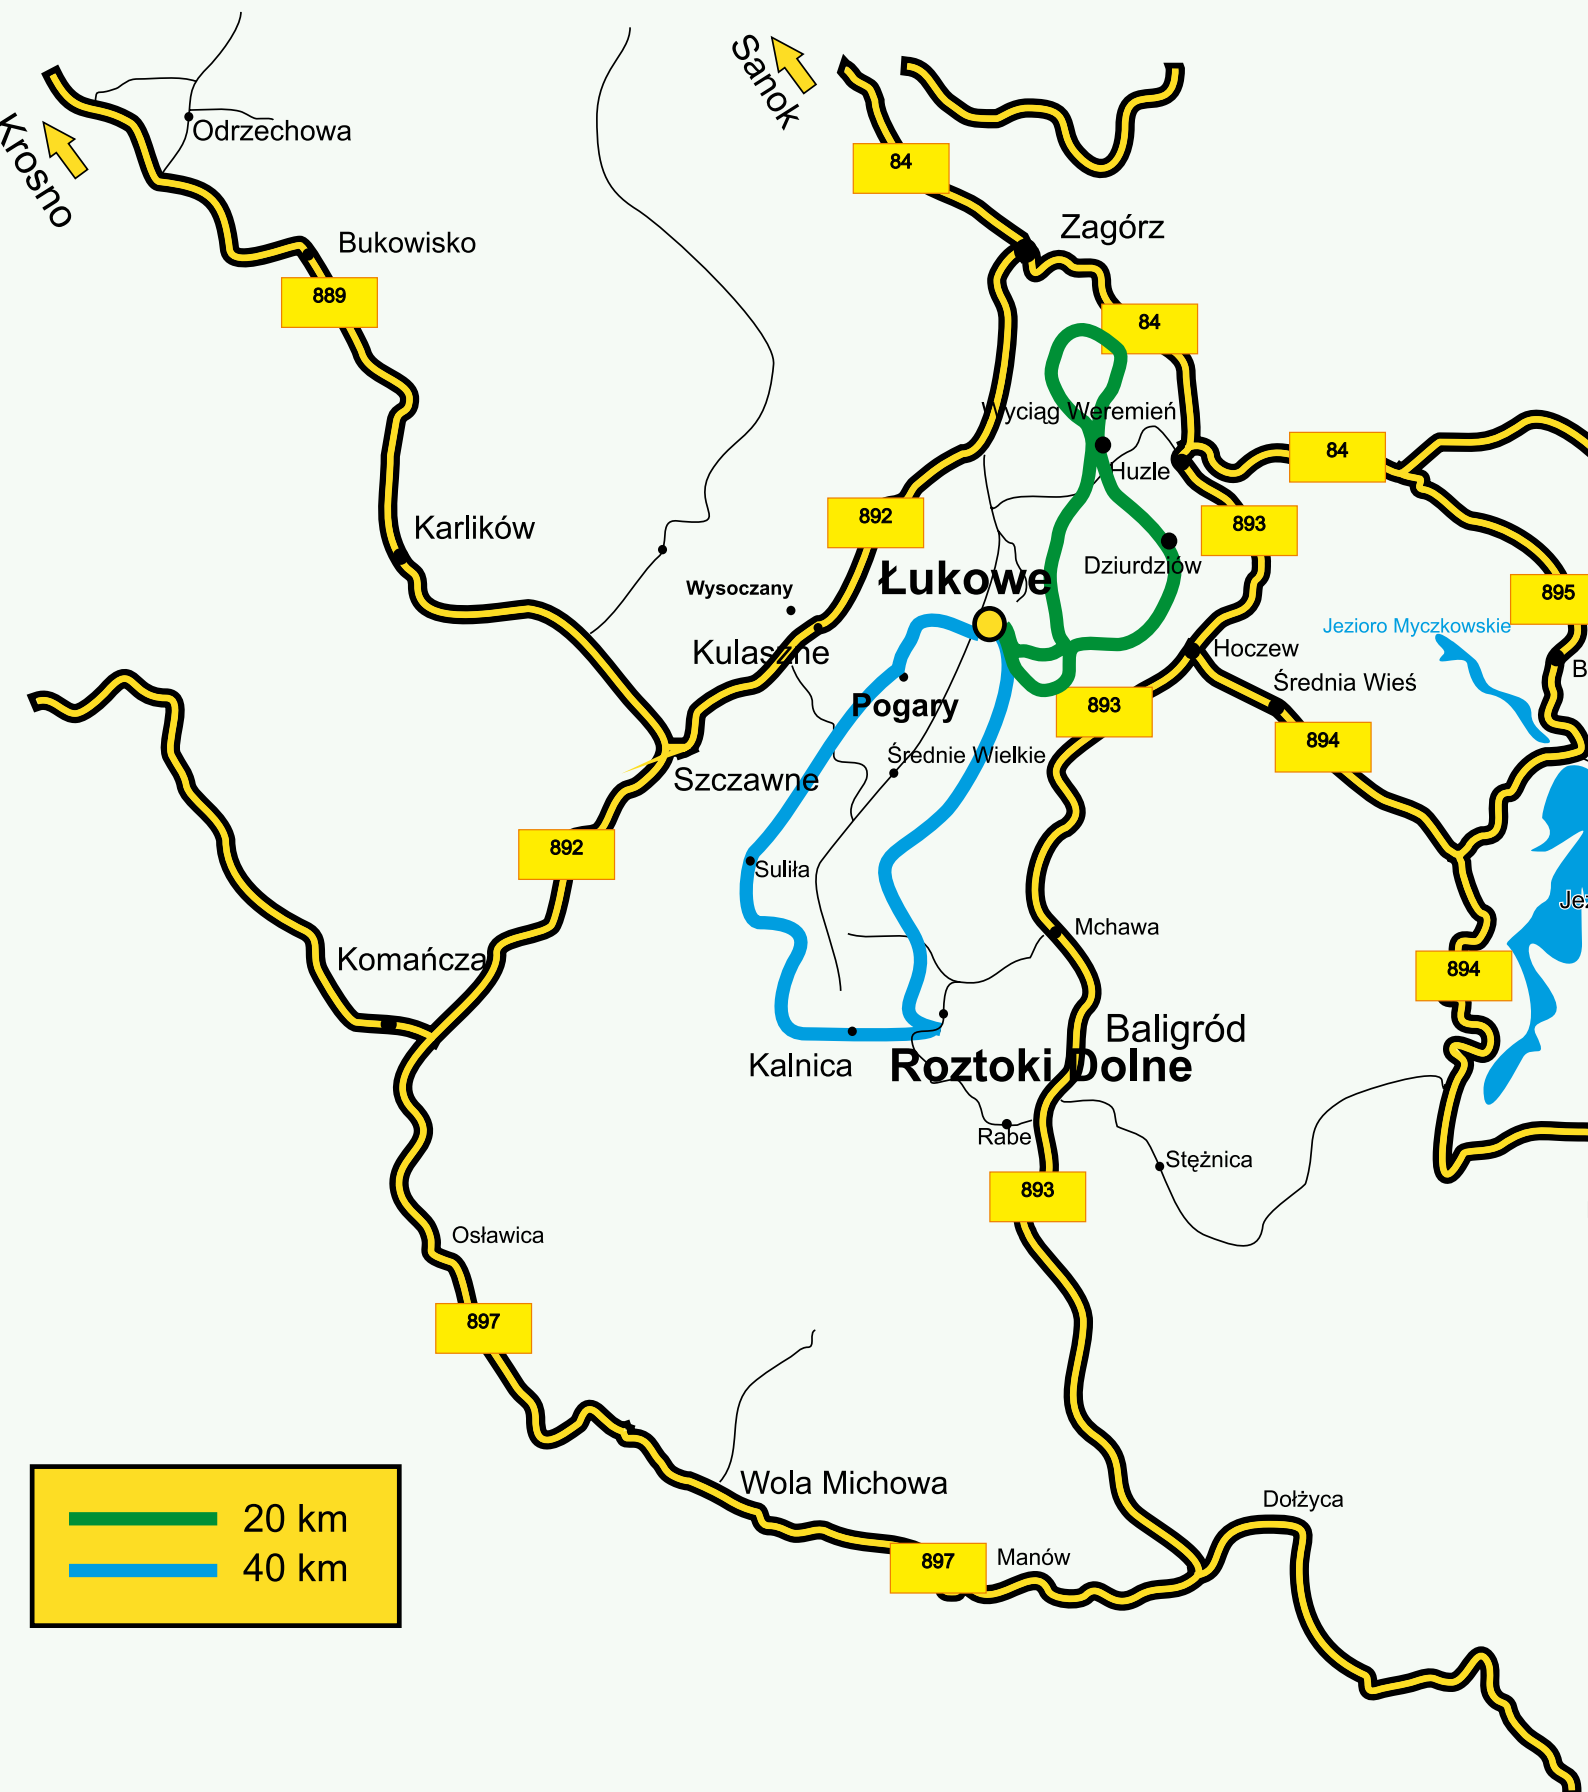 Sanok
Krosno
Odrzechowa
84
Zagórz
Bukowisko
889
84
Wyciąg Weremień
Huzle
84
892
893
Karlików
Dziurdziów
Łukowe
Wysoczany
895
Jezioro Myczkowskie
Kulaszne
Hoczew
B
Średnia Wieś
Pogary
893
894
Średnie Wielkie
Szczawne
892
Suliła
Jez
Mchawa
Komańcza
894
Baligród
Kalnica
Roztoki Dolne
Rabe
Stężnica
893
Osławica
897
Wola Michowa
Dołżyca
20 km
40 km
897
Manów